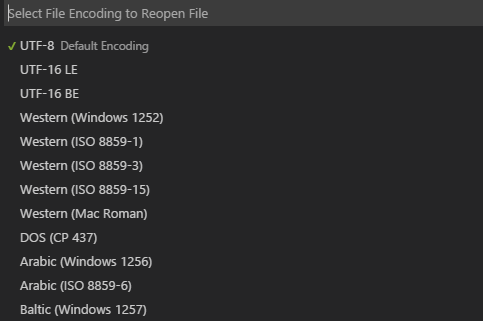 Select File Encoding to Reopen File
✓ UTF-8 Default Encoding
UTF-16 LE
UTF-16 BE
Western (Windows 1252)
Western (ISO 8859-1)
Western (ISO 8859-3)
Western (ISO 8859-15)
Western (Mac Roman)
DOS (CP 437)
Arabic (Windows 1256)
Arabic (ISO 8859-6)
Baltic (Windows 1257)